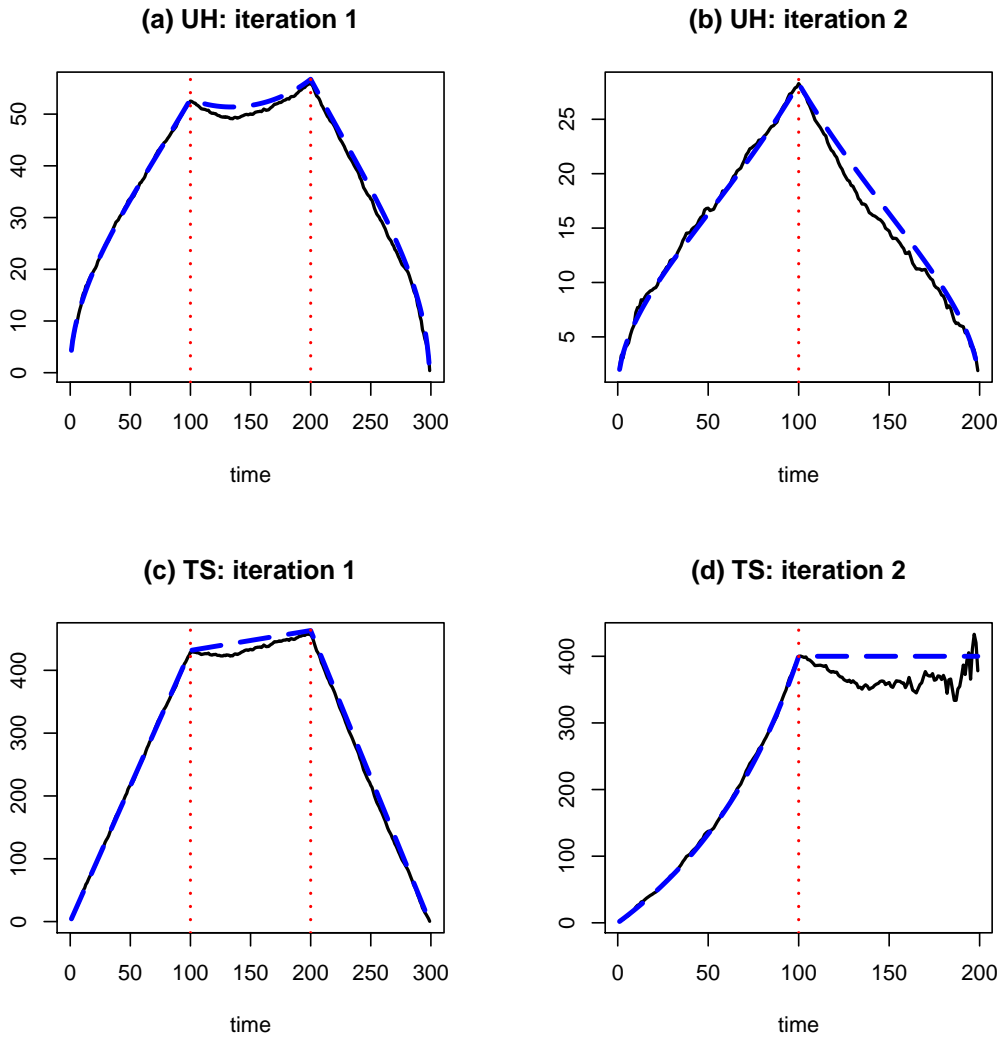 (a) UH: iteration 1
0 10 20 30 40 50
0 50 100 150 200 250 300
time
(b) UH: iteration 2
5 10 15 20 25
0 50 100 150 200
time
(c) TS: iteration 1
0 100 200 300 400
0 50 100 150 200 250 300
time
(d) TS: iteration 2
0 100 200 300 400
0 50 100 150 200
time